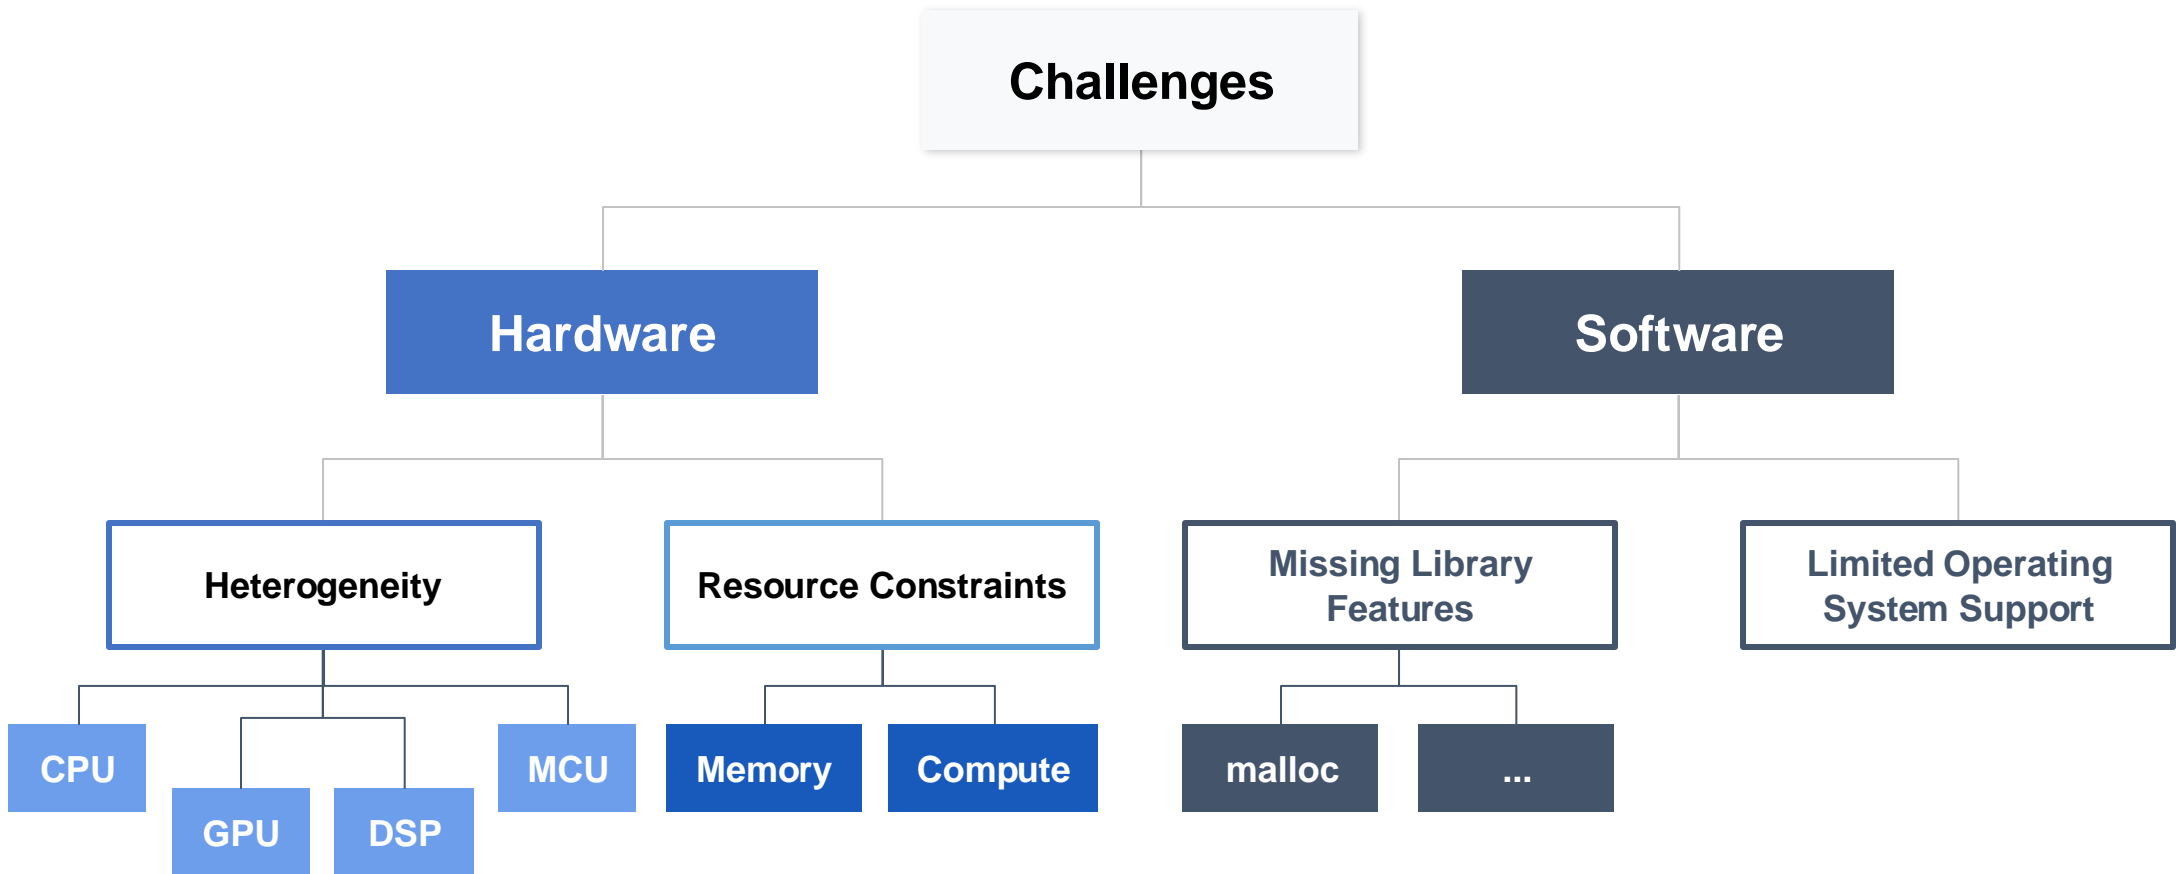 Challenges
Hardware
Software
Heterogeneity
Resource Constraints
Missing Library
Features
Limited Operating
System Support
CPU
GPU
DSP
MCU
Memory
Compute
malloc
...